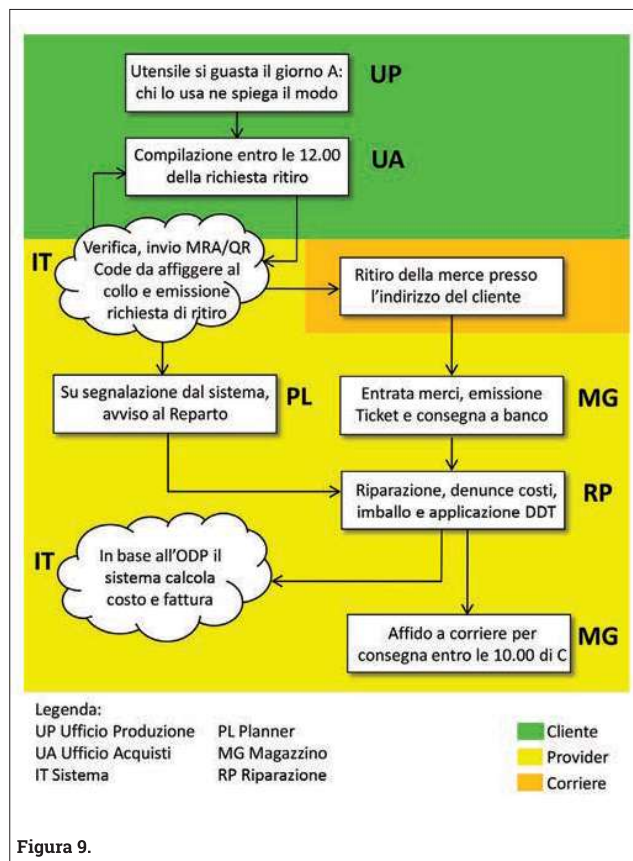 Utensile si guasta il giorno A:
chi lo usa ne spiega il modo
UP
Compilazione entro le 12.00
della richiesta ritiro
UA
IT
Verifica, invio MRA/QR
Code da affiggere al
collo e emissione
richiesta di ritiro
Ritiro della merce presso
l'indirizzo del cliente
Su segnalazione dal sistema,
avviso al Reparto
PL
Entrata merci, emissione
Ticket e consegna a banco
MG
Riparazione, denunce costi,
imballo e applicazione DDT
RP
IT
In base all'ODP il
sistema calcola
costo e fattura
Affido a corriere per
consegna entro le 10.00 di C
MG
Legenda:
UP Ufficio Produzione
PL Planner
UA Ufficio Acquisti
MG Magazzino
IT Sistema
RP Riparazione
Cliente
Provider
Corriere
Figura 9.